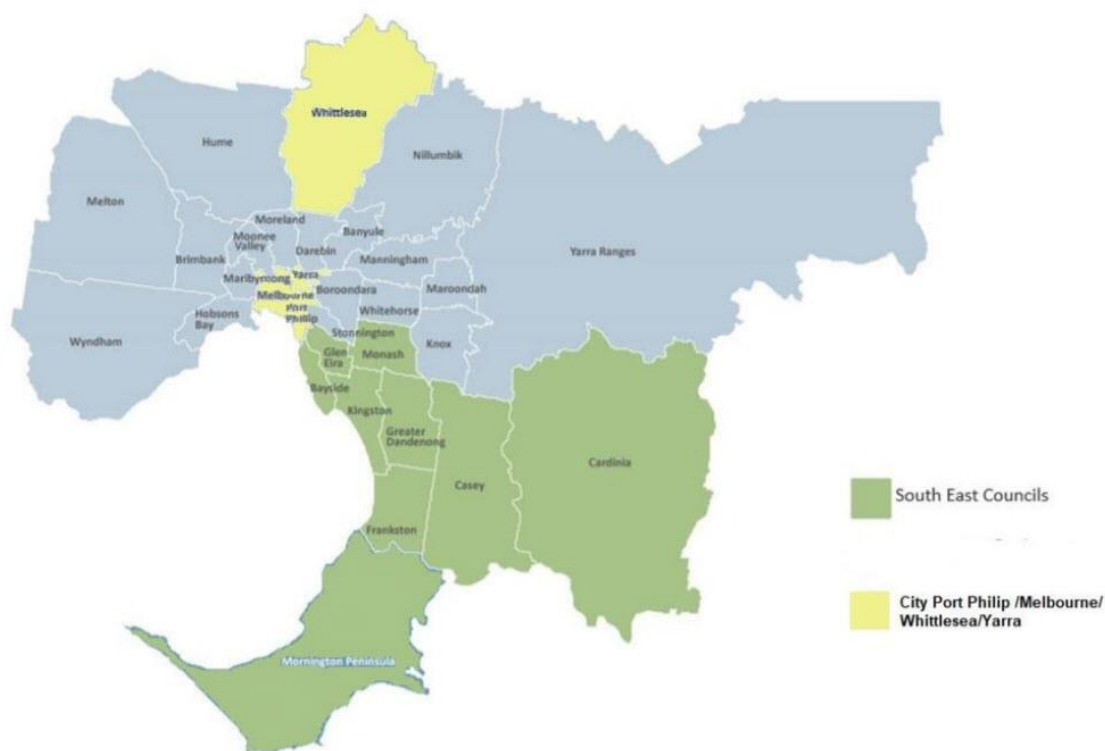 Whittlesea
Hume
Nillumbik
Melton
Moreland
Moonee
Valley
Banyule
Darebin
Brimbank
Manningham
Yarra Ranges
Maribyrnong
Yarra
Melbourne
Boroondara
Maroondah
Port
Phillip
Hobsons
Bay
Whitehorse
Wyndham
Stonnington
Knox
Glen
Eira
Monash
Bayside
Kingston
Greater
Dandenong
Cardinia
Casey
South East Councils
Frankston
City Port Philip /Melbourne/
Whittlesea/Yarra
Mornington Peninsula